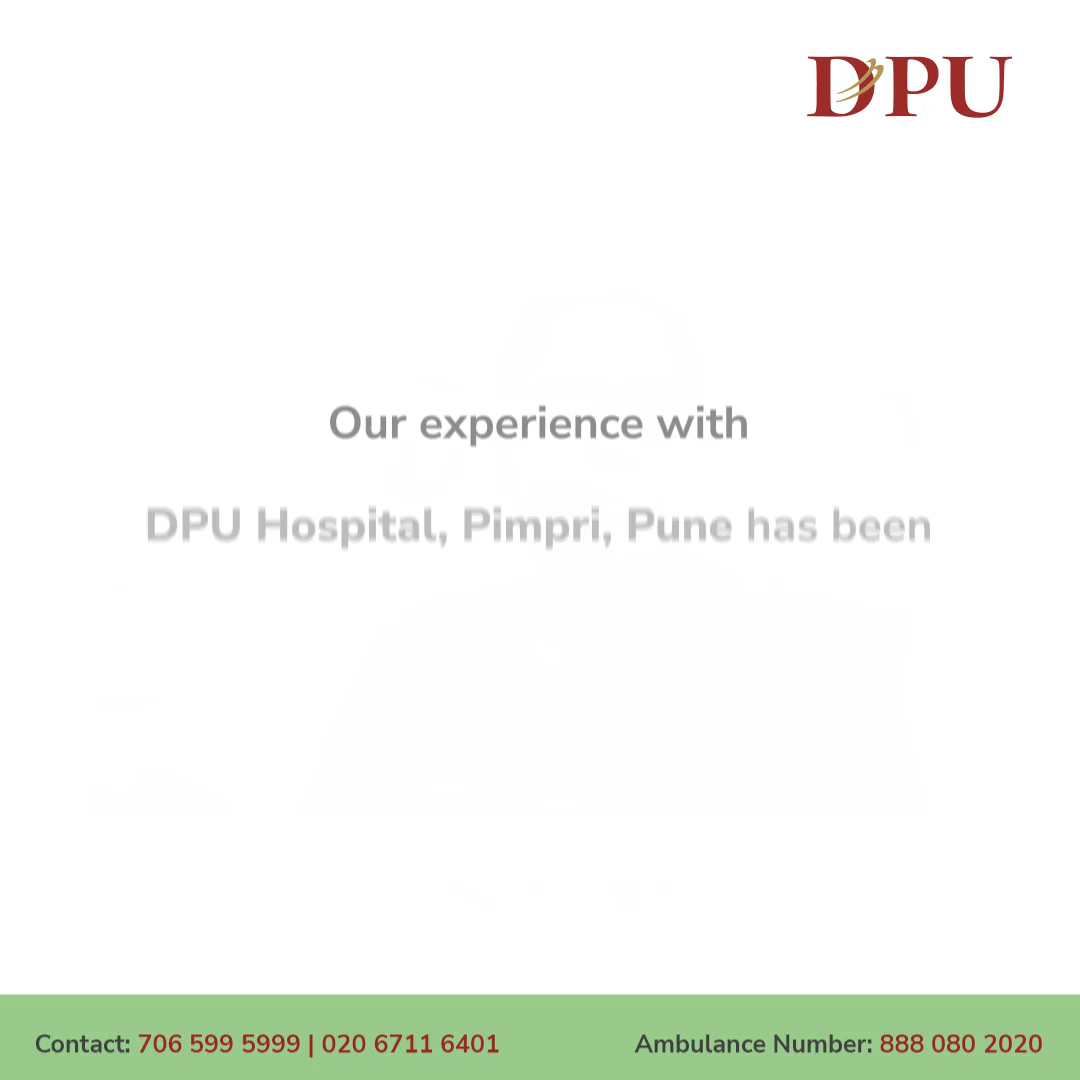 DPU
Our experience with
DPU Hospital, Pimpri, Pune has been
Contact: 706 599 5999 | 020 6711 6401
Ambulance Number: 888 080 2020